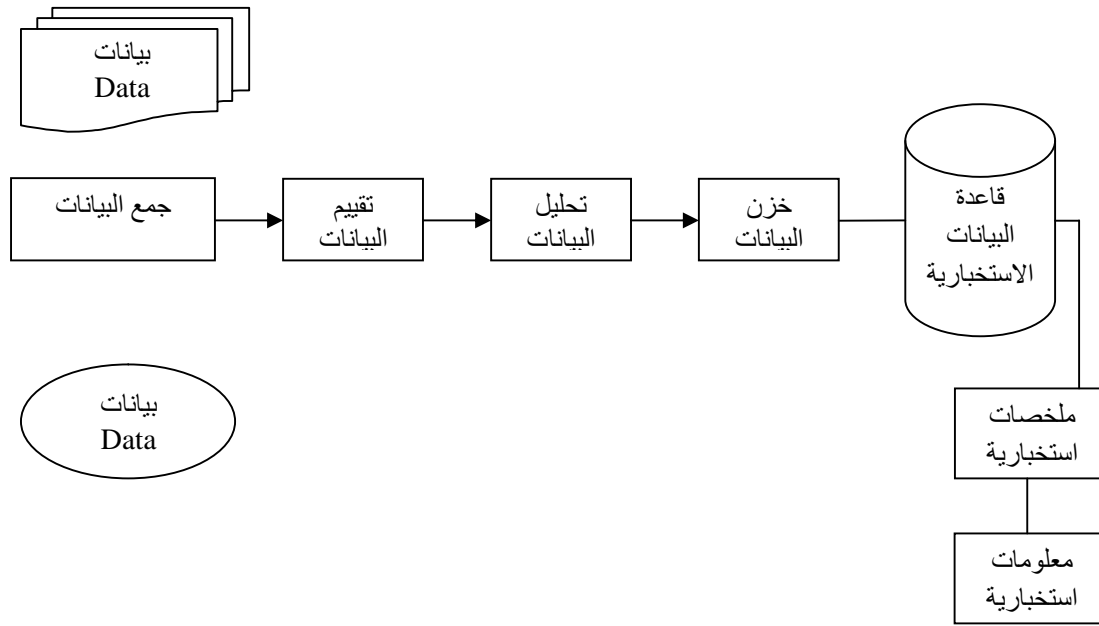 بيانات
Data
جمع البيانات
تقييم
البيانات
تحليل
البيانات
خزن
البيانات
قاعدة
البيانات
الاستخبارية
بيانات
Data
ملخصات
استخبارية
معلومات
استخبارية